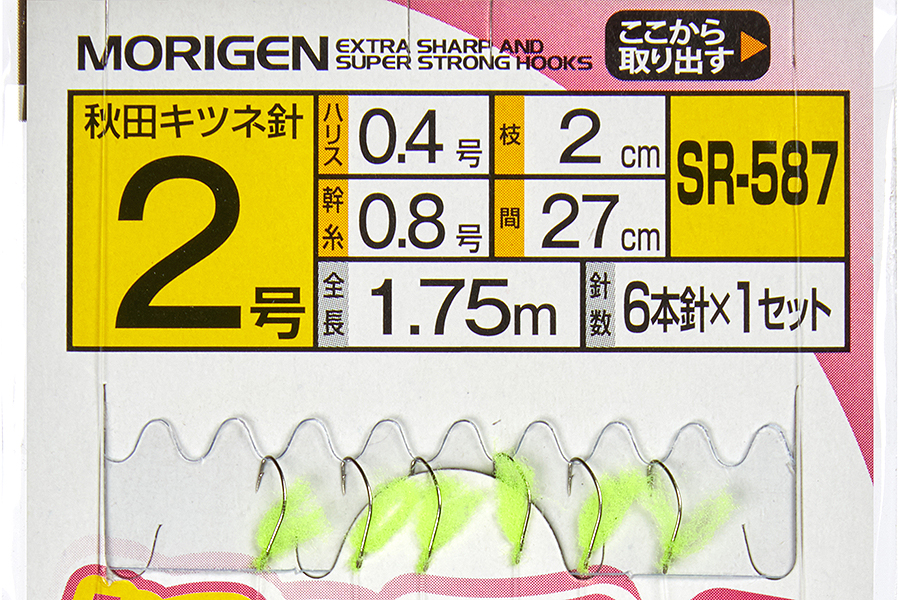 MORIGEN
EXTRA SHARP AND
SUPER STRONG HOOKS
ここから
取り出す
秋田キツネ針
2号
ハリス 0.4号
枝 2cm
幹糸 0.8号
間 27cm
SR-587
全長 1.75m
針数 6本針×1セット